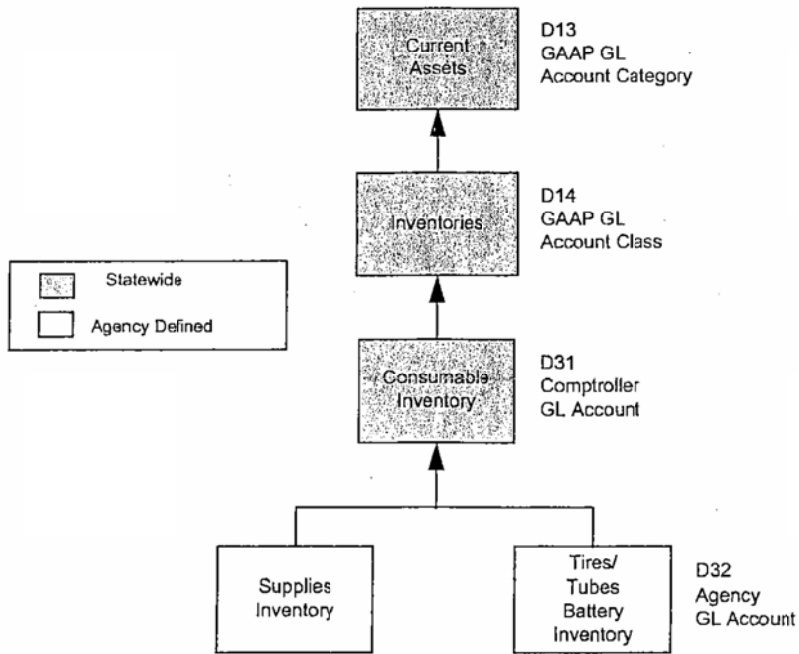 Current
Assets
D13
GAAP GL
Account Category
Inventories
D14
GAAP GL
Account Class
Statewide
Agency Defined
Consumable
Inventory
D31
Comptroller
GL Account
Supplies
Inventory
Tires/
Tubes
Battery
Inventory
D32
Agency
GL Account